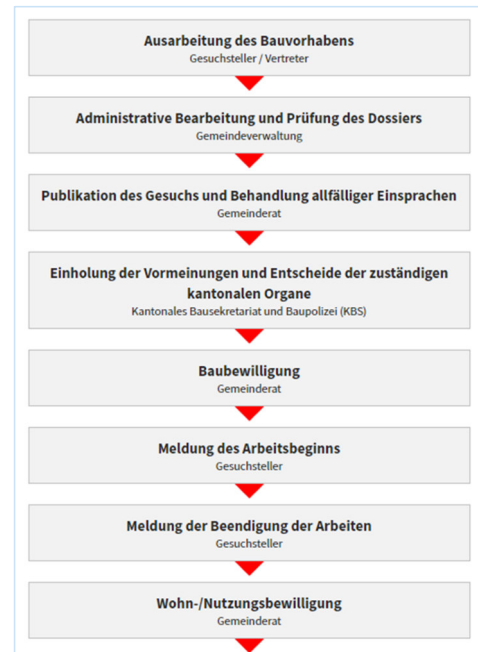 Ausarbeitung des Bauvorhabens
Gesuchsteller / Vertreter
Administrative Bearbeitung und Prüfung des Dossiers
Gemeindeverwaltung
Publikation des Gesuchs und Behandlung allfälliger Einsprachen
Gemeinderat
Einholung der Vormeinungen und Entscheide der zuständigen
kantonalen Organe
Kantonales Bausekretariat und Baupolizei (KBS)
Baubewilligung
Gemeinderat
Meldung des Arbeitsbeginns
Gesuchsteller
Meldung der Beendigung der Arbeiten
Gesuchsteller
Wohn-/Nutzungsbewilligung
Gemeinderat